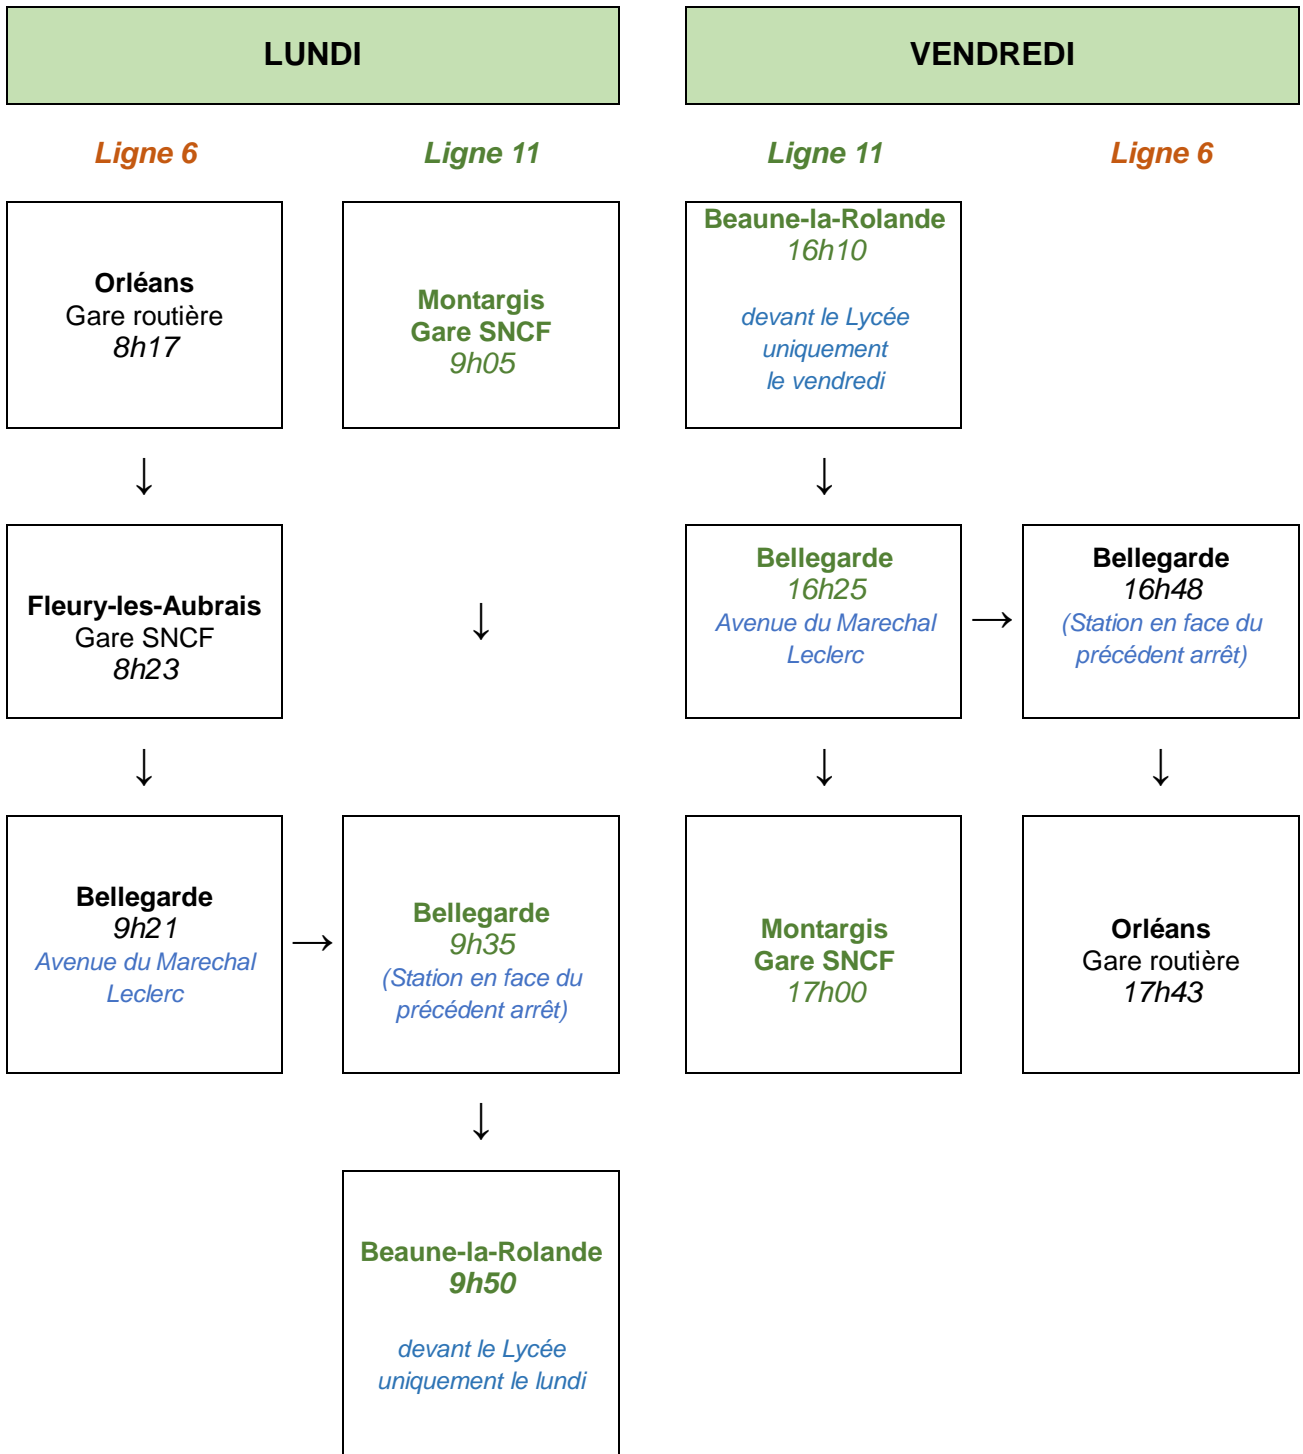 LUNDI
VENDREDI
Ligne 6
Ligne 11
Ligne 11
Ligne 6
Orléans
Gare routière
8h17
Montargis
Gare SNCF
9h05
Beaune-la-Rolande
16h10
devant le Lycée
uniquement
le vendredi
↓
↓
Fleury-les-Aubrais
Gare SNCF
8h23
↓
Bellegarde
16h25
Avenue du Marechal
Leclerc
→
Bellegarde
16h48
(Station en face du
précédent arrêt)
↓
↓
↓
Bellegarde
9h21
Avenue du Marechal
Leclerc
→
Bellegarde
9h35
(Station en face du
précédent arrêt)
Montargis
Gare SNCF
17h00
Orléans
Gare routière
17h43
↓
Beaune-la-Rolande
9h50
devant le Lycée
uniquement le lundi